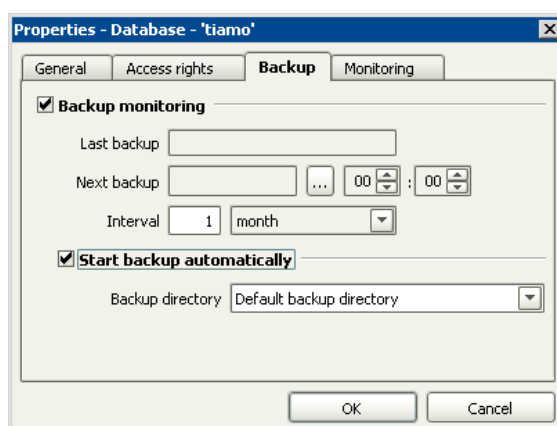 Properties - Database - 'tiamo'
General Access rights Backup Monitoring
Backup monitoring
Last backup
Next backup ... 00 : 00
Interval 1 month
Start backup automatically
Backup directory Default backup directory
OK Cancel